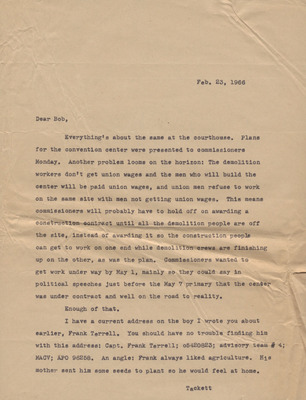 Feb. 23, 1966
Dear Bob,
Everything's about the same at the courthouse. Plans
for the convention center were presented to commissioners
Monday. Another problem looms on the horizon: The demolition
workers don't get union wages and the men who will build the
center will be paid union wages, and union men refuse to work
on the same site with men not getting union wages. This means
commissioners will probably have to hold off on awarding a
construction contract until all the demolition people are off
the site, instead of awarding it so the construction people
can get to work on one end while demolition crews are finishing
up on the other, as was the plan. Commissioners wanted to
get work under way by May 1, mainly so they could say in
political speeches just before the May 7 primary that the center
was under contract and well on the road to reality.
Enough of that.
I have a current address on the boy I wrote you about
earlier, Frank Terrell. You should have no trouble finding him
with this address: Capt. Frank Terrell; advisory team # 4;
MACV; APO 96258. An angle: Frank always liked agriculture. His
mother sent him some seeds to plant so he would feel at home.
Tackett